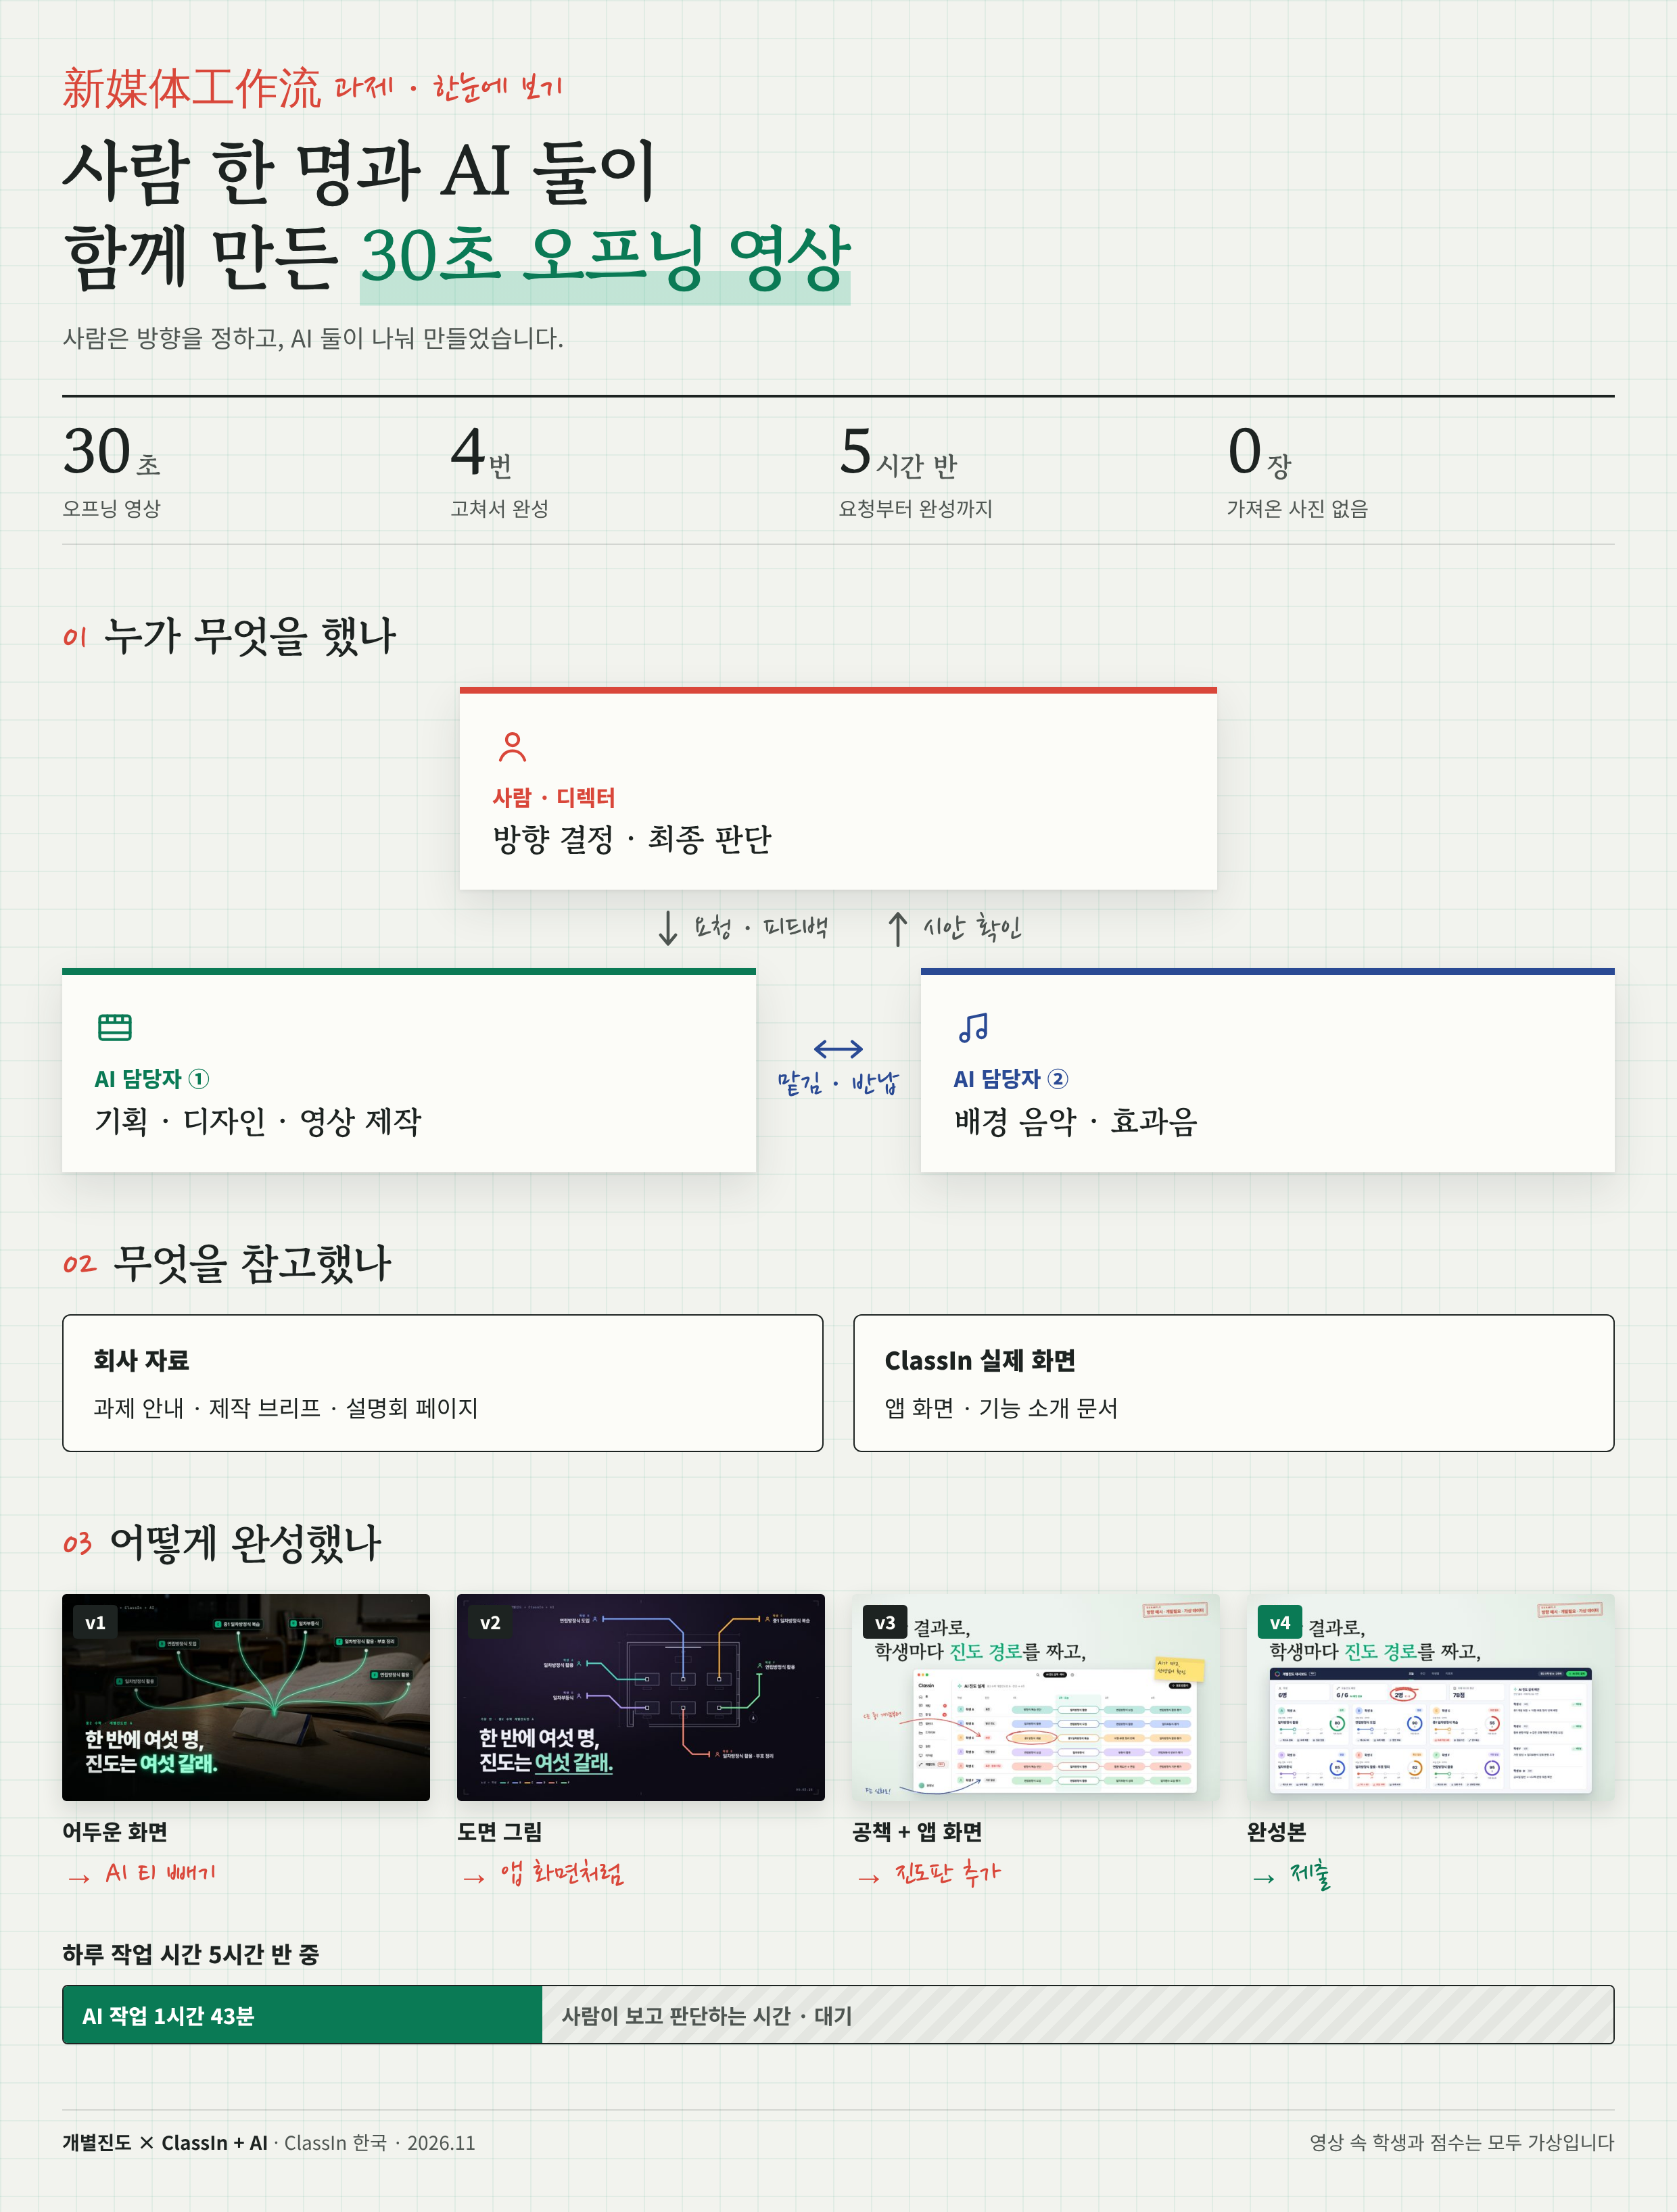 新媒体工作流 과제 · 한눈에 보기
사람 한 명과 AI 둘이
함께 만든 30초 오프닝 영상
사람은 방향을 정하고, AI 둘이 나눠 만들었습니다.
30초
오프닝 영상
4번
고쳐서 완성
5시간 반
요청부터 완성까지
0장
가져온 사진 없음
01 누가 무엇을 했나
사람 · 디렉터
방향 결정 · 최종 판단
↓ 요청 · 피드백 ↑ 시안 확인
AI 담당자 ①
기획 · 디자인 · 영상 제작
↔
맡김 · 반납
AI 담당자 ②
배경 음악 · 효과음
02 무엇을 참고했나
회사 자료
과제 안내 · 제작 브리프 · 설명회 페이지
ClassIn 실제 화면
앱 화면 · 기능 소개 문서
03 어떻게 완성했나
v1
한 반에 여섯 명,
진도는 여섯 갈래.
어두운 화면
→ AI 티 빼기
v2
한 반에 여섯 명,
진도는 여섯 갈래.
도면 그림
→ 앱 화면처럼
v3
결과로,
학생마다 진도 경로를 짜고,
ClassIn
AI 진도 설계
공책 + 앱 화면
→ 진도판 추가
v4
결과로,
학생마다 진도 경로를 짜고,
6명
6 / 6
2명
78점
완성본
→ 제출
하루 작업 시간 5시간 반 중
AI 작업 1시간 43분
사람이 보고 판단하는 시간 · 대기
개별진도 × ClassIn + AI · ClassIn 한국 · 2026.11
영상 속 학생과 점수는 모두 가상입니다